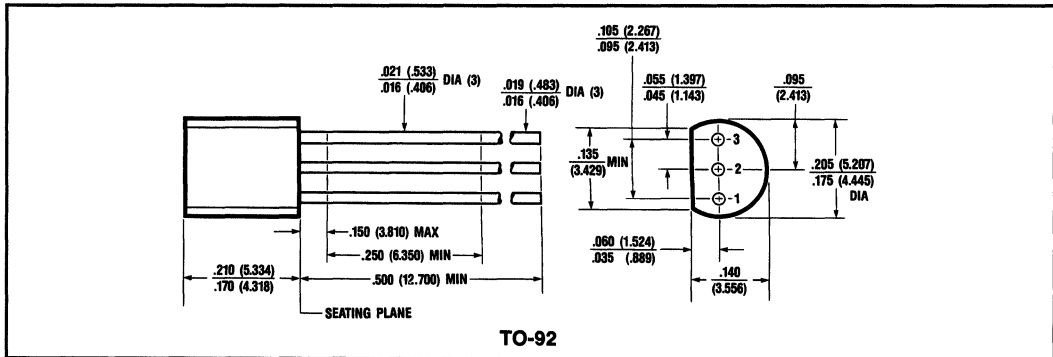 .105 (2.267)
.095 (2.413)
.021 (.533)
.016 (.406) DIA (3)
.019 (.483)
.016 (.406) DIA (3)
.055 (1.397)
.045 (1.143)
.095
(2.413)
3
2
1
.135
(3.429) MIN
.205 (5.207)
.175 (4.445)
DIA
.150 (3.810) MAX
.250 (6.350) MIN
.500 (12.700) MIN
.210 (5.334)
.170 (4.318)
.060 (1.524)
.035 (.889)
.140
(3.556)
SEATING PLANE
TO-92